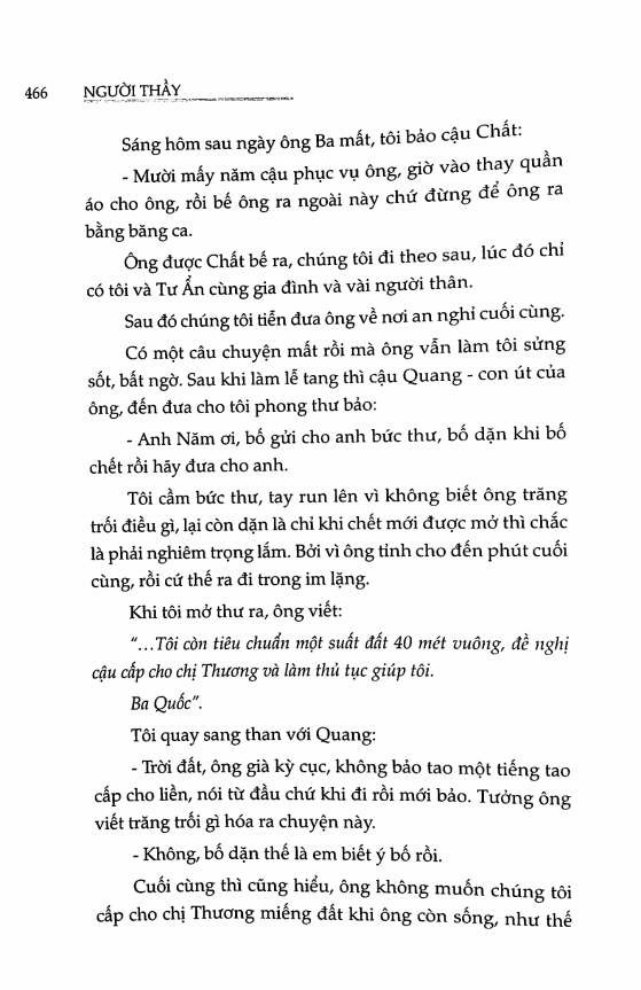 466 NGƯỜI THẦY
Sáng hôm sau ngày ông Ba mất, tôi bảo cậu Chất:
- Mười mấy năm cậu phục vụ ông, giờ vào thay quần
áo cho ông, rồi bế ông ra ngoài này chứ đừng để ông ra
bằng băng ca.
Ông được Chất bế ra, chúng tôi đi theo sau, lúc đó chỉ
có tôi và Tư Ẩn cùng gia đình và vài người thân.
Sau đó chúng tôi tiễn đưa ông về nơi an nghỉ cuối cùng.
Có một câu chuyện mất rồi mà ông vẫn làm tôi sửng
sốt, bất ngờ. Sau khi làm lễ tang thì cậu Quang - con út của
ông, đến đưa cho tôi phong thư bảo:
- Anh Năm ơi, bố gửi cho anh bức thư, bố dặn khi bố
chết rồi hãy đưa cho anh.
Tôi cầm bức thư, tay run lên vì không biết ông trăng
trối điều gì, lại còn dặn là chỉ khi chết mới được mở thì chắc
là phải nghiêm trọng lắm. Bởi vì ông tỉnh cho đến phút cuối
cùng, rồi cứ thế ra đi trong im lặng.
Khi tôi mở thư ra, ông viết:
"...Tôi còn tiêu chuẩn một suất đất 40 mét vuông, đề nghị
cậu cấp cho chị Thương và làm thủ tục giúp tôi.
Ba Quốc".
Tôi quay sang than với Quang:
- Trời đất, ông già kỳ cục, không bảo tao một tiếng tao
cấp cho liền, nói từ đầu chứ khi đi rồi mới bảo. Tưởng ông
viết trăng trối gì hóa ra chuyện này.
- Không, bố dặn thế là em biết ý bố rồi.
Cuối cùng thì cũng hiểu, ông không muốn chúng tôi
cấp cho chị Thương miếng đất khi ông còn sống, như thế